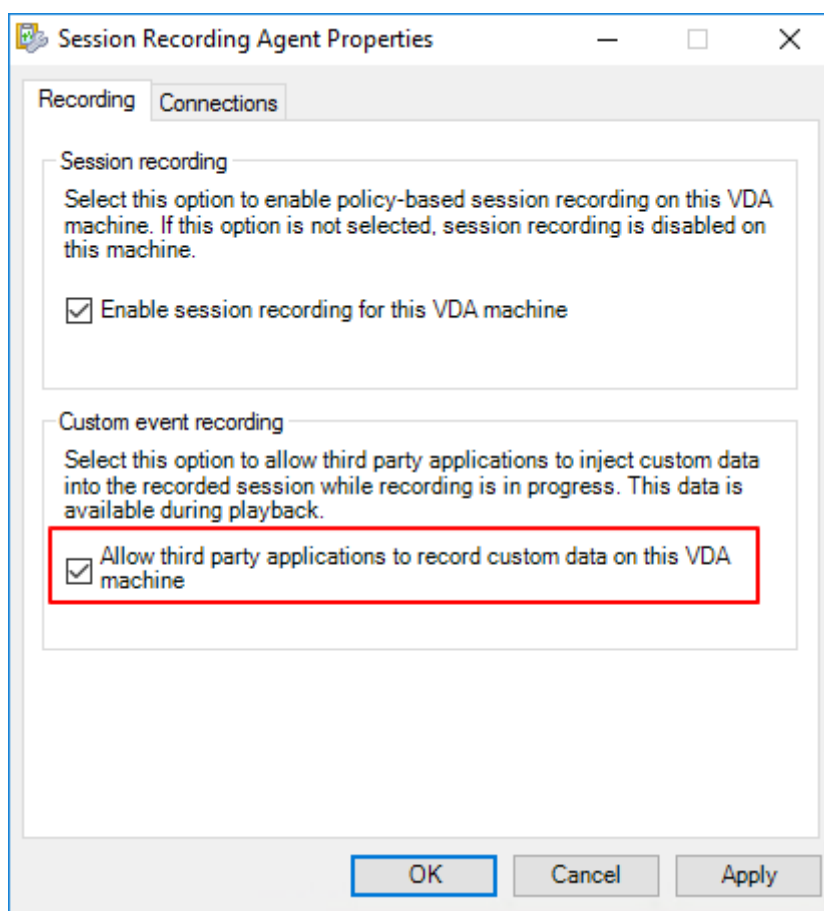 Session Recording Agent Properties
Recording
Connections
Session recording
Select this option to enable policy-based session recording on this VDA
machine. If this option is not selected, session recording is disabled on
this machine.
Enable session recording for this VDA machine
Custom event recording
Select this option to allow third party applications to inject custom data
into the recorded session while recording is in progress. This data is
available during playback.
Allow third party applications to record custom data on this VDA
machine
OK
Cancel
Apply